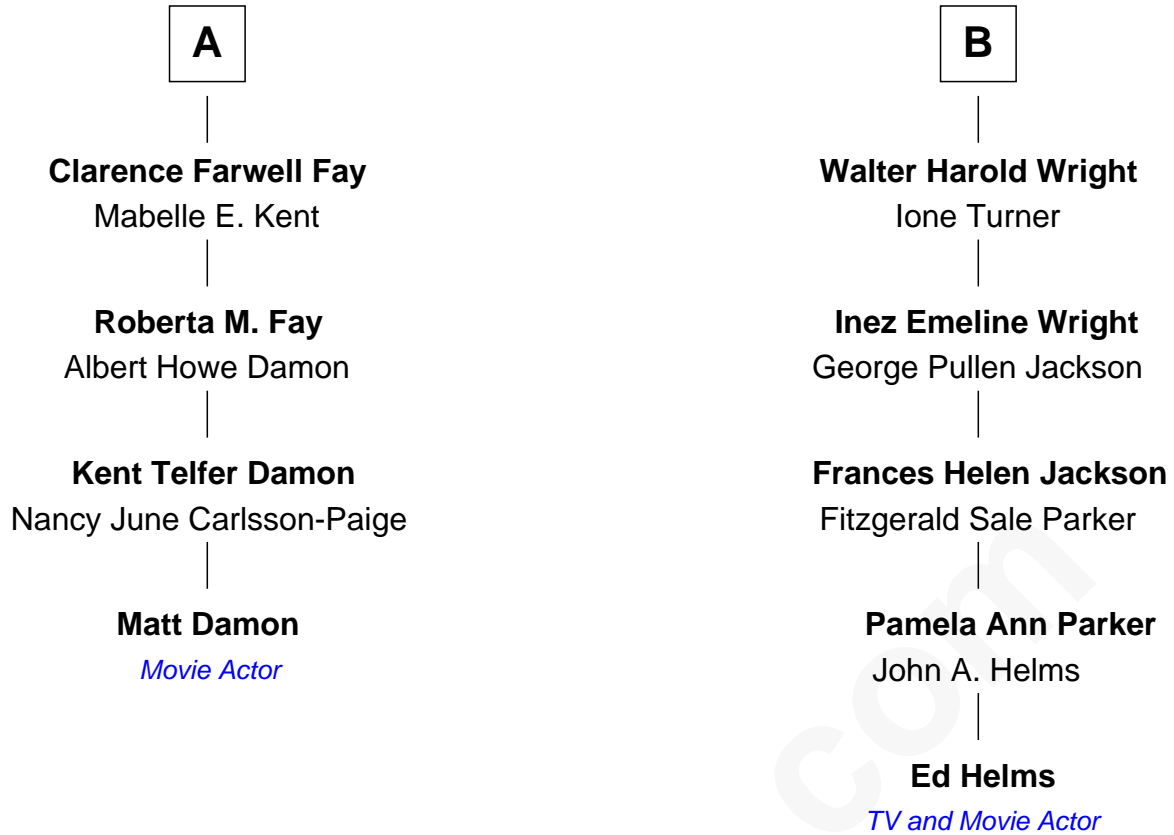 A
Clarence Farwell Fay
Mabelle E. Kent
Roberta M. Fay
Albert Howe Damon
Kent Telfer Damon
Nancy June Carlsson-Paige
Matt Damon
Movie Actor
B
Walter Harold Wright
Ione Turner
Inez Emeline Wright
George Pullen Jackson
Frances Helen Jackson
Fitzgerald Sale Parker
Pamela Ann Parker
John A. Helms
Ed Helms
TV and Movie Actor
com